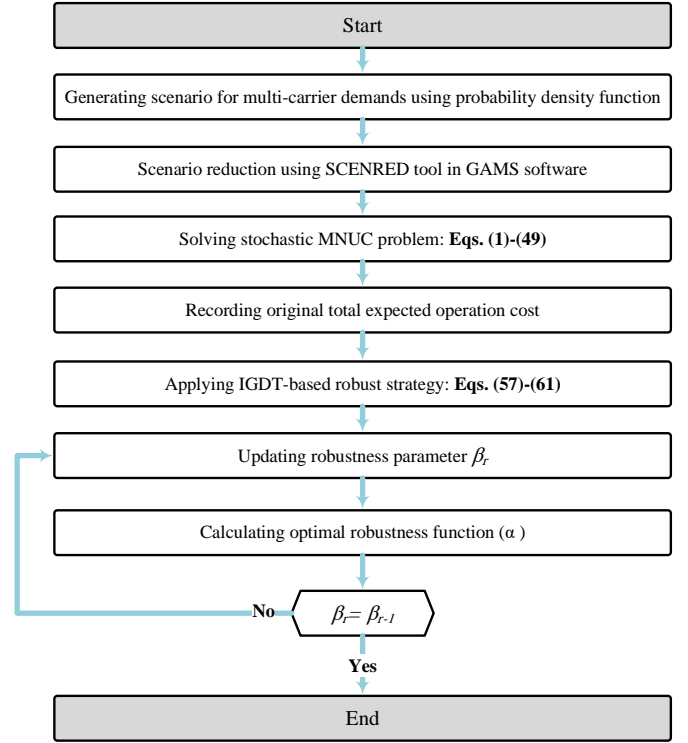 Start
Generating scenario for multi-carrier demands using probability density function
Scenario reduction using SCENRED tool in GAMS software
Solving stochastic MNUC problem: Eqs. (1)-(49)
Recording original total expected operation cost
Applying IGDT-based robust strategy: Eqs. (57)-(61)
Updating robustness parameter βr
Calculating optimal robustness function (α )
No
βr= βr-1
Yes
End